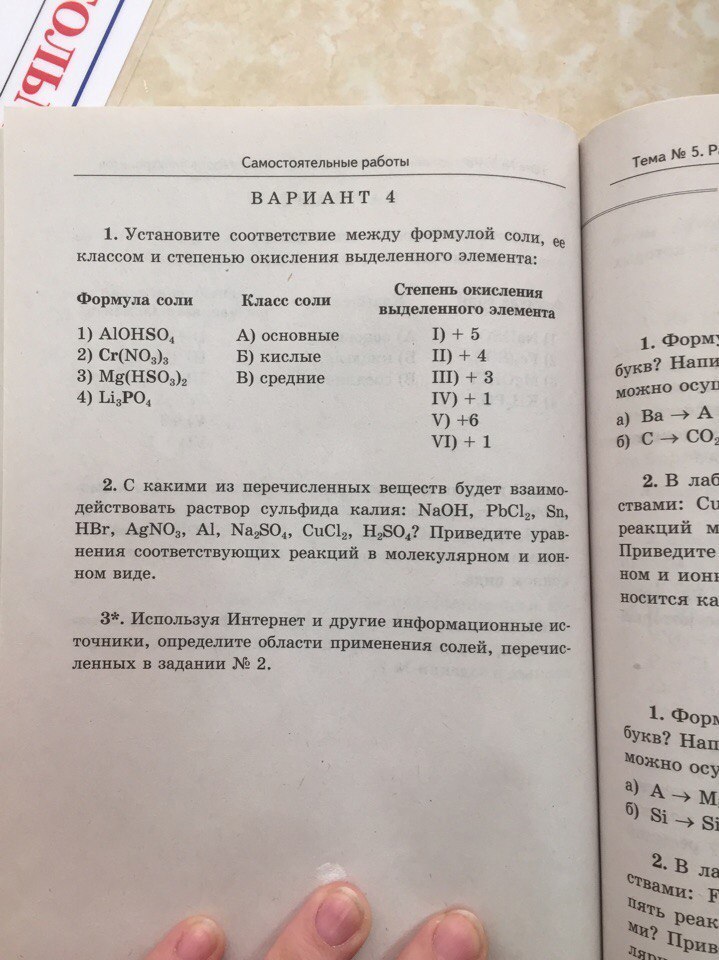 ОЛЫ
Самостоятельные работы
ВАРИАНТ 4
1. Установите соответствие между формулой соли, ее
классом и степенью окисления выделенного элемента:
Формула соли Класс соли Степень окисления
выделенного элемента
1) AlOHSO₄ А) основные I) + 5
2) Cr(NO₃)₃ Б) кислые II) + 4
3) Mg(HSO₃)₂ В) средние III) + 3
4) Li₃PO₄ IV) + 1
V) +6
VI) + 1
2. С какими из перечисленных веществ будет взаимо-
действовать раствор сульфида калия: NaOH, PbCl₂, Sn,
HBr, AgNO₃, Al, Na₂SO₄, CuCl₂, H₂SO₄? Приведите урав-
нения соответствующих реакций в молекулярном и ион-
ном виде.
3*. Используя Интернет и другие информационные ис-
точники, определите области применения солей, перечис-
ленных в задании № 2.
Тема № 5. Р
1. Форму
букв? Напи
можно осущ
а) Ba → A
б) C → CO₂
2. В лаб
ствами: Cu
реакций м
Приведите
ном и ион
носится ка
1. Форм
букв? Нап
можно осу
а) A → M
б) Si → Si
2. В ла
ствами: F
пять реак
ми? Приве
лярн